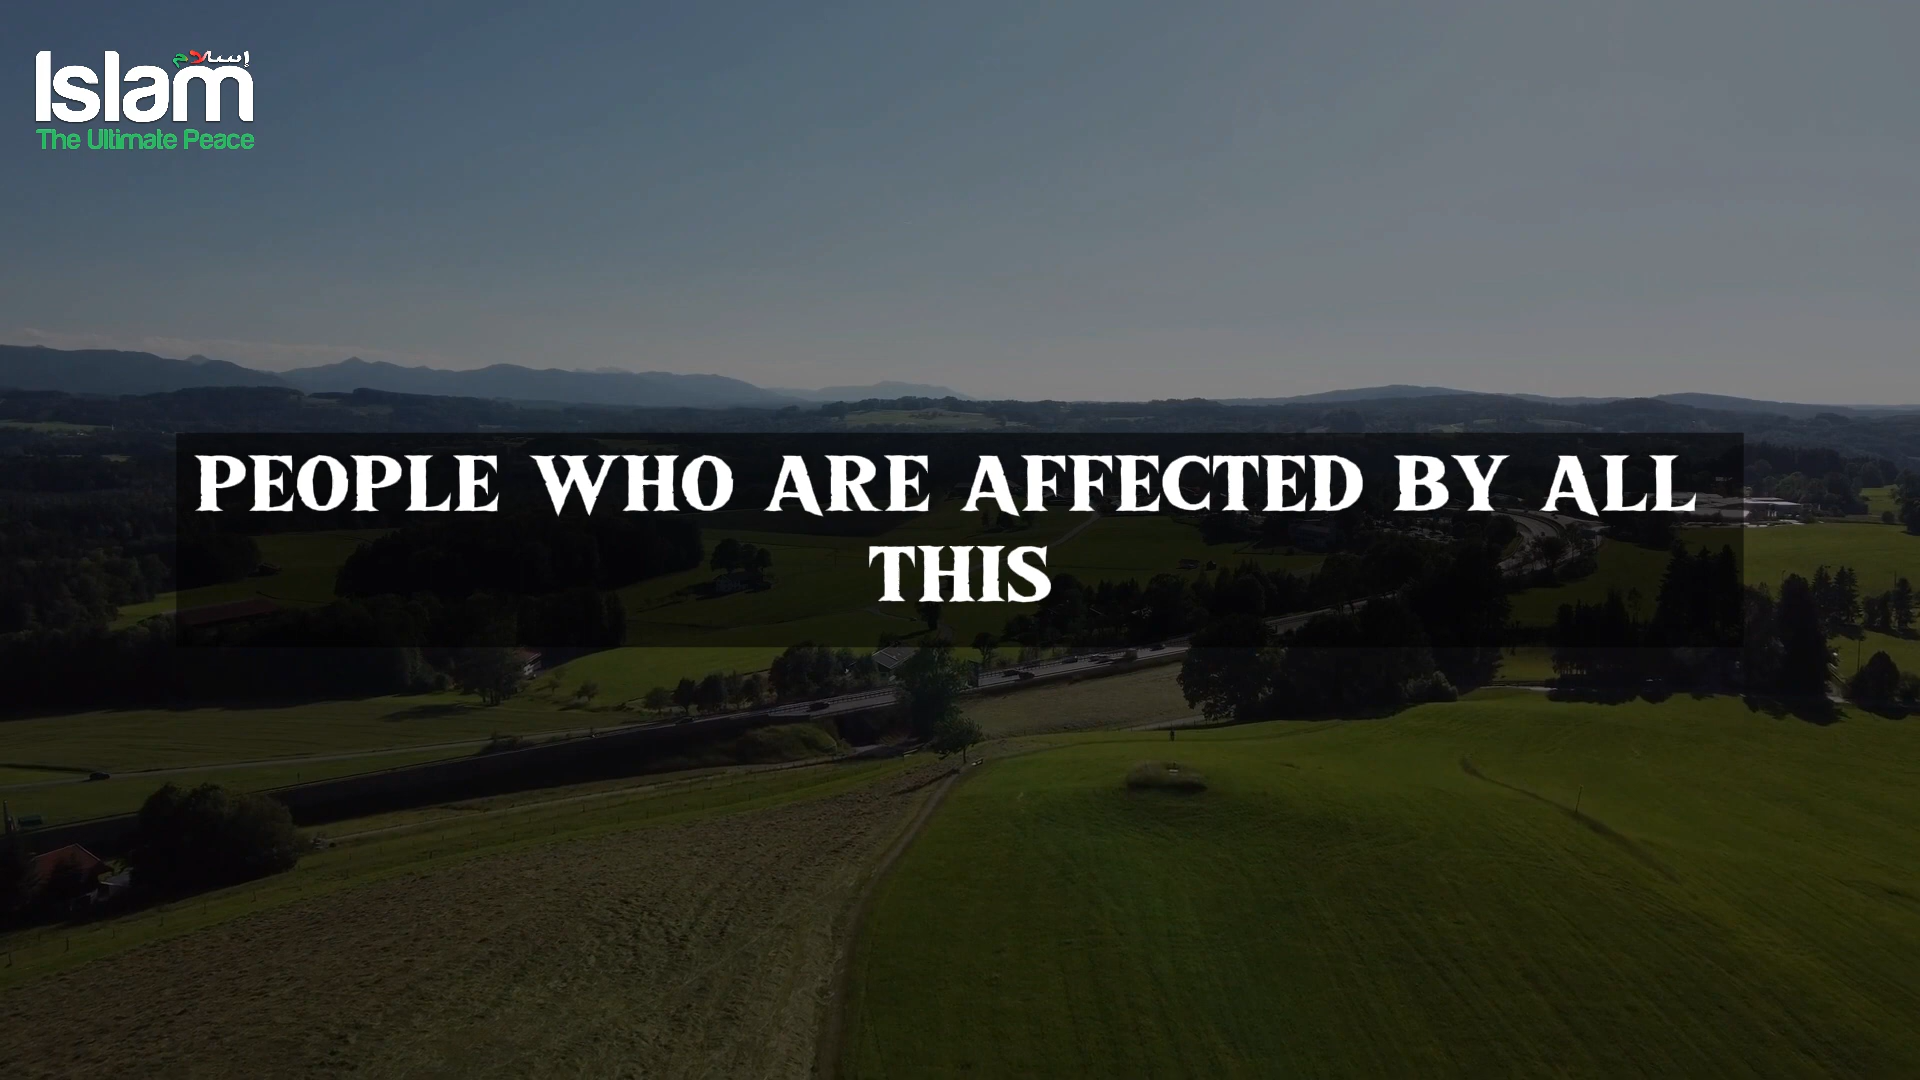 إسلام
Islam
The Ultimate Peace
PEOPLE WHO ARE AFFECTED BY ALL
THIS